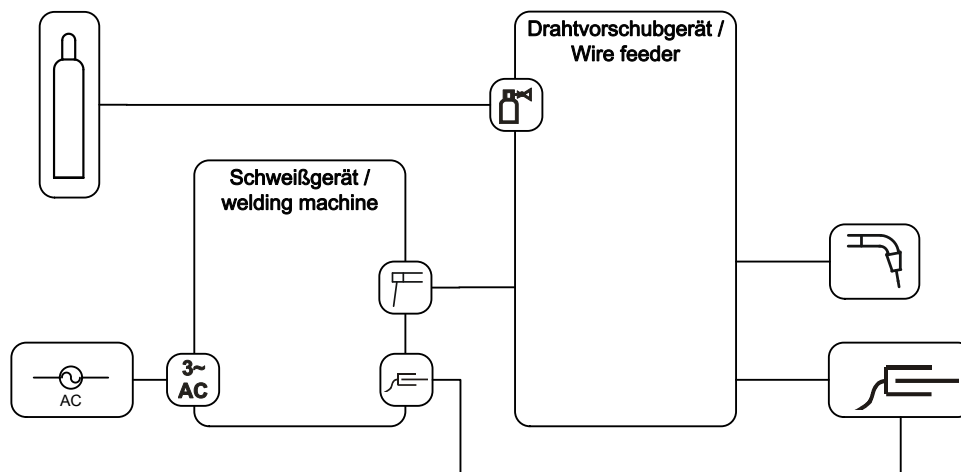 Drahtvorschubgerät /
Wire feeder
Schweißgerät /
welding machine
3~
AC
AC